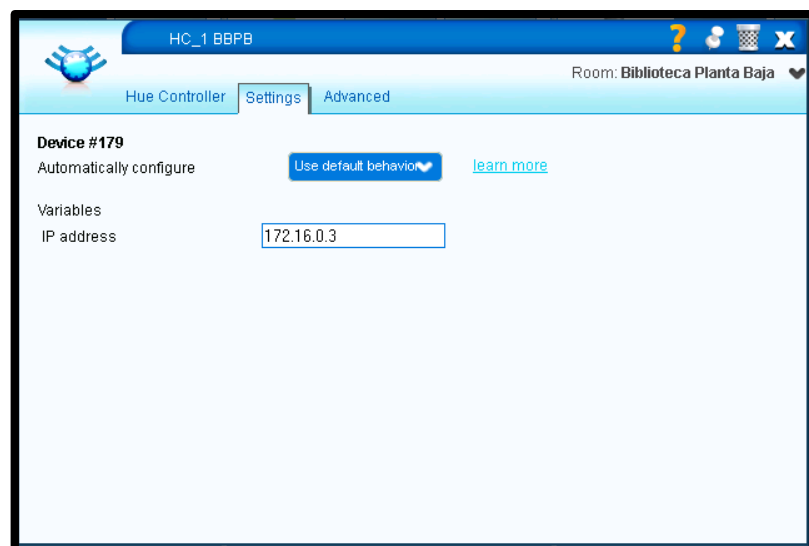 HC_1 BBPB
Room: Biblioteca Planta Baja
Hue Controller Settings Advanced
Device #179
Automatically configure Use default behavior learn more
Variables
IP address 172.16.0.3